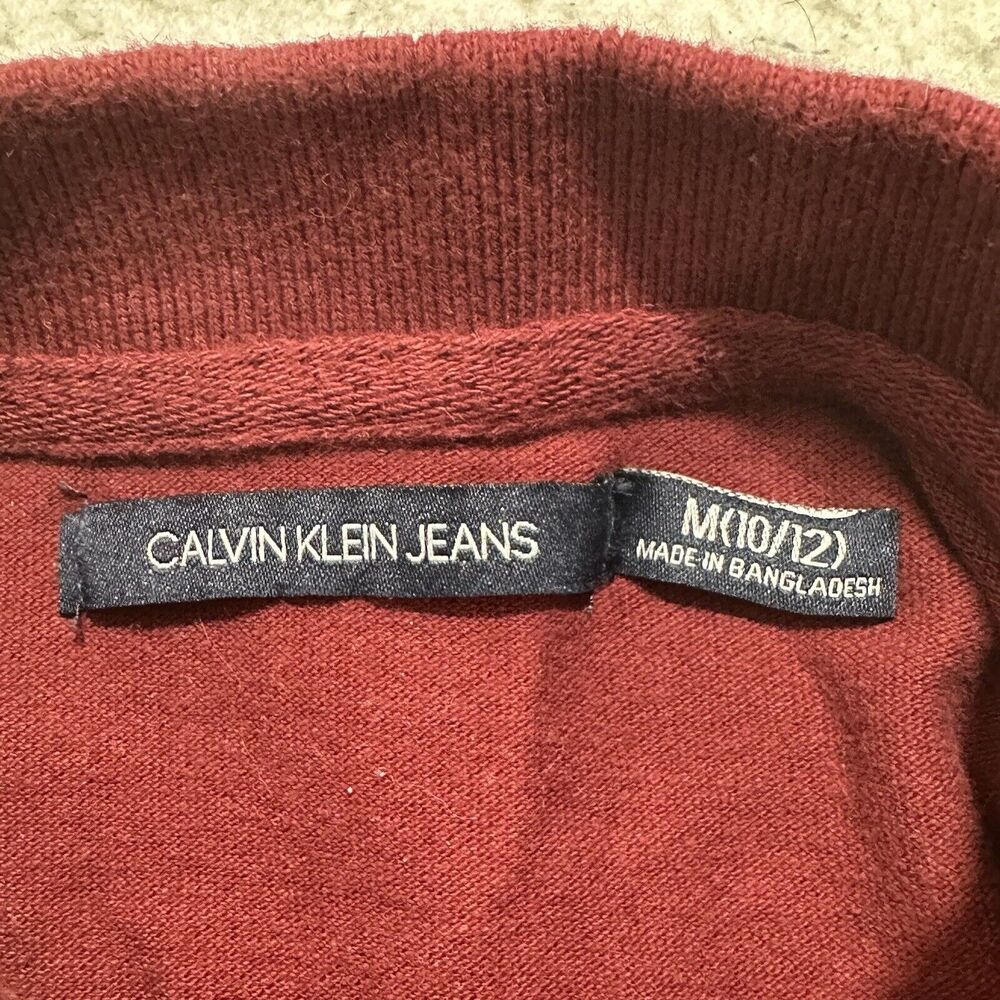 CALVIN KLEIN JEANS
M(10/12)
MADE IN BANGLADESH